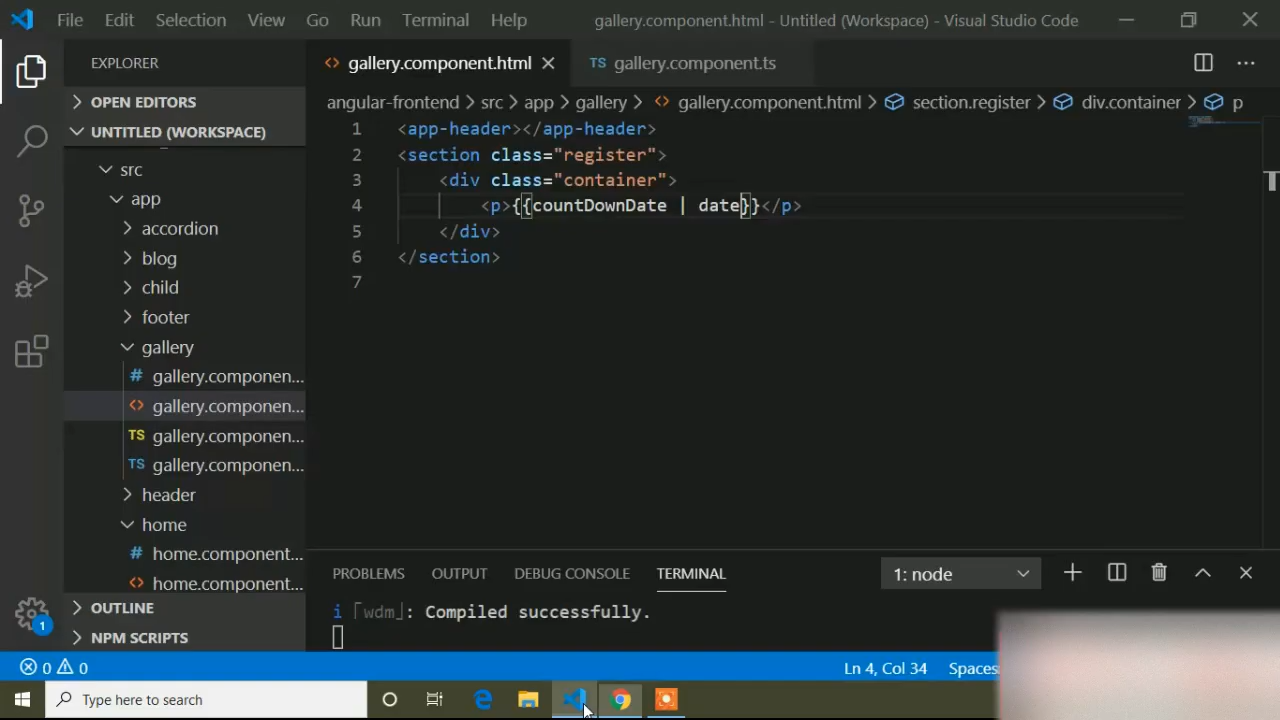 File Edit Selection View Go Run Terminal Help gallery.component.html - Untitled (Workspace) - Visual Studio Code
EXPLORER
gallery.component.html
TS gallery.component.ts
OPEN EDITORS
angular-frontend > src > app > gallery > gallery.component.html > section.register > div.container > p
UNTITLED (WORKSPACE)
src
app
accordion
blog
child
footer
gallery
# gallery.componen...
<> gallery.componen...
TS gallery.componen...
TS gallery.componen...
header
home
# home.component...
<> home.component...
OUTLINE
NPM SCRIPTS
1 <app-header></app-header>
2 <section class="register">
3 <div class="container">
4 <p>{{countDownDate | date}}</p>
5 </div>
6 </section>
7
PROBLEMS OUTPUT DEBUG CONSOLE TERMINAL 1: node
i ｢wdm｣: Compiled successfully.
1
0 0 Ln 4, Col 34 Spaces
Type here to search